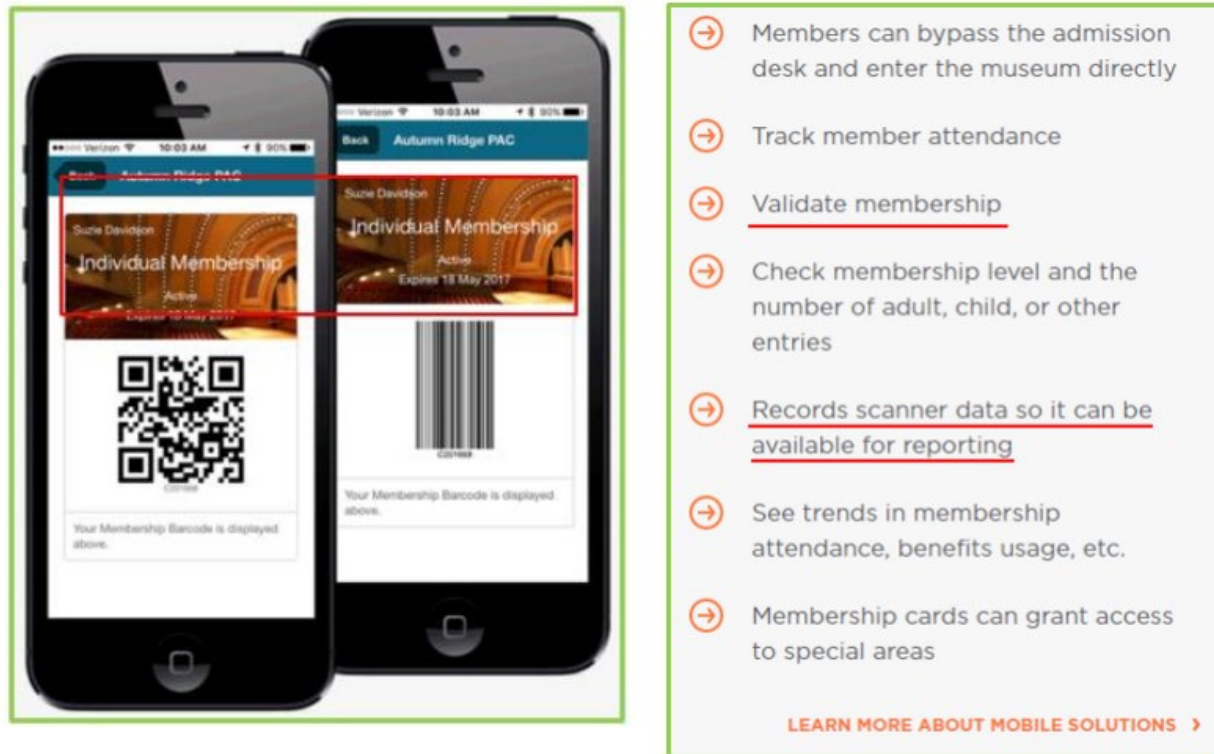 Verizon 10:03 AM 90%
Back Autumn Ridge PAC
Suzie Davidson
Individual Membership
Active
Expires 18 May 2017
C201668
Your Membership Barcode is displayed
above.
Verizon 10:03 AM 90%
Back Autumn Ridge PAC
Suzie Davidson
Individual Membership
Active
Expires 18 May 2017
C201668
Your Membership Barcode is displayed
above.
Members can bypass the admission
desk and enter the museum directly
Track member attendance
Validate membership
Check membership level and the
number of adult, child, or other
entries
Records scanner data so it can be
available for reporting
See trends in membership
attendance, benefits usage, etc.
Membership cards can grant access
to special areas
LEARN MORE ABOUT MOBILE SOLUTIONS >